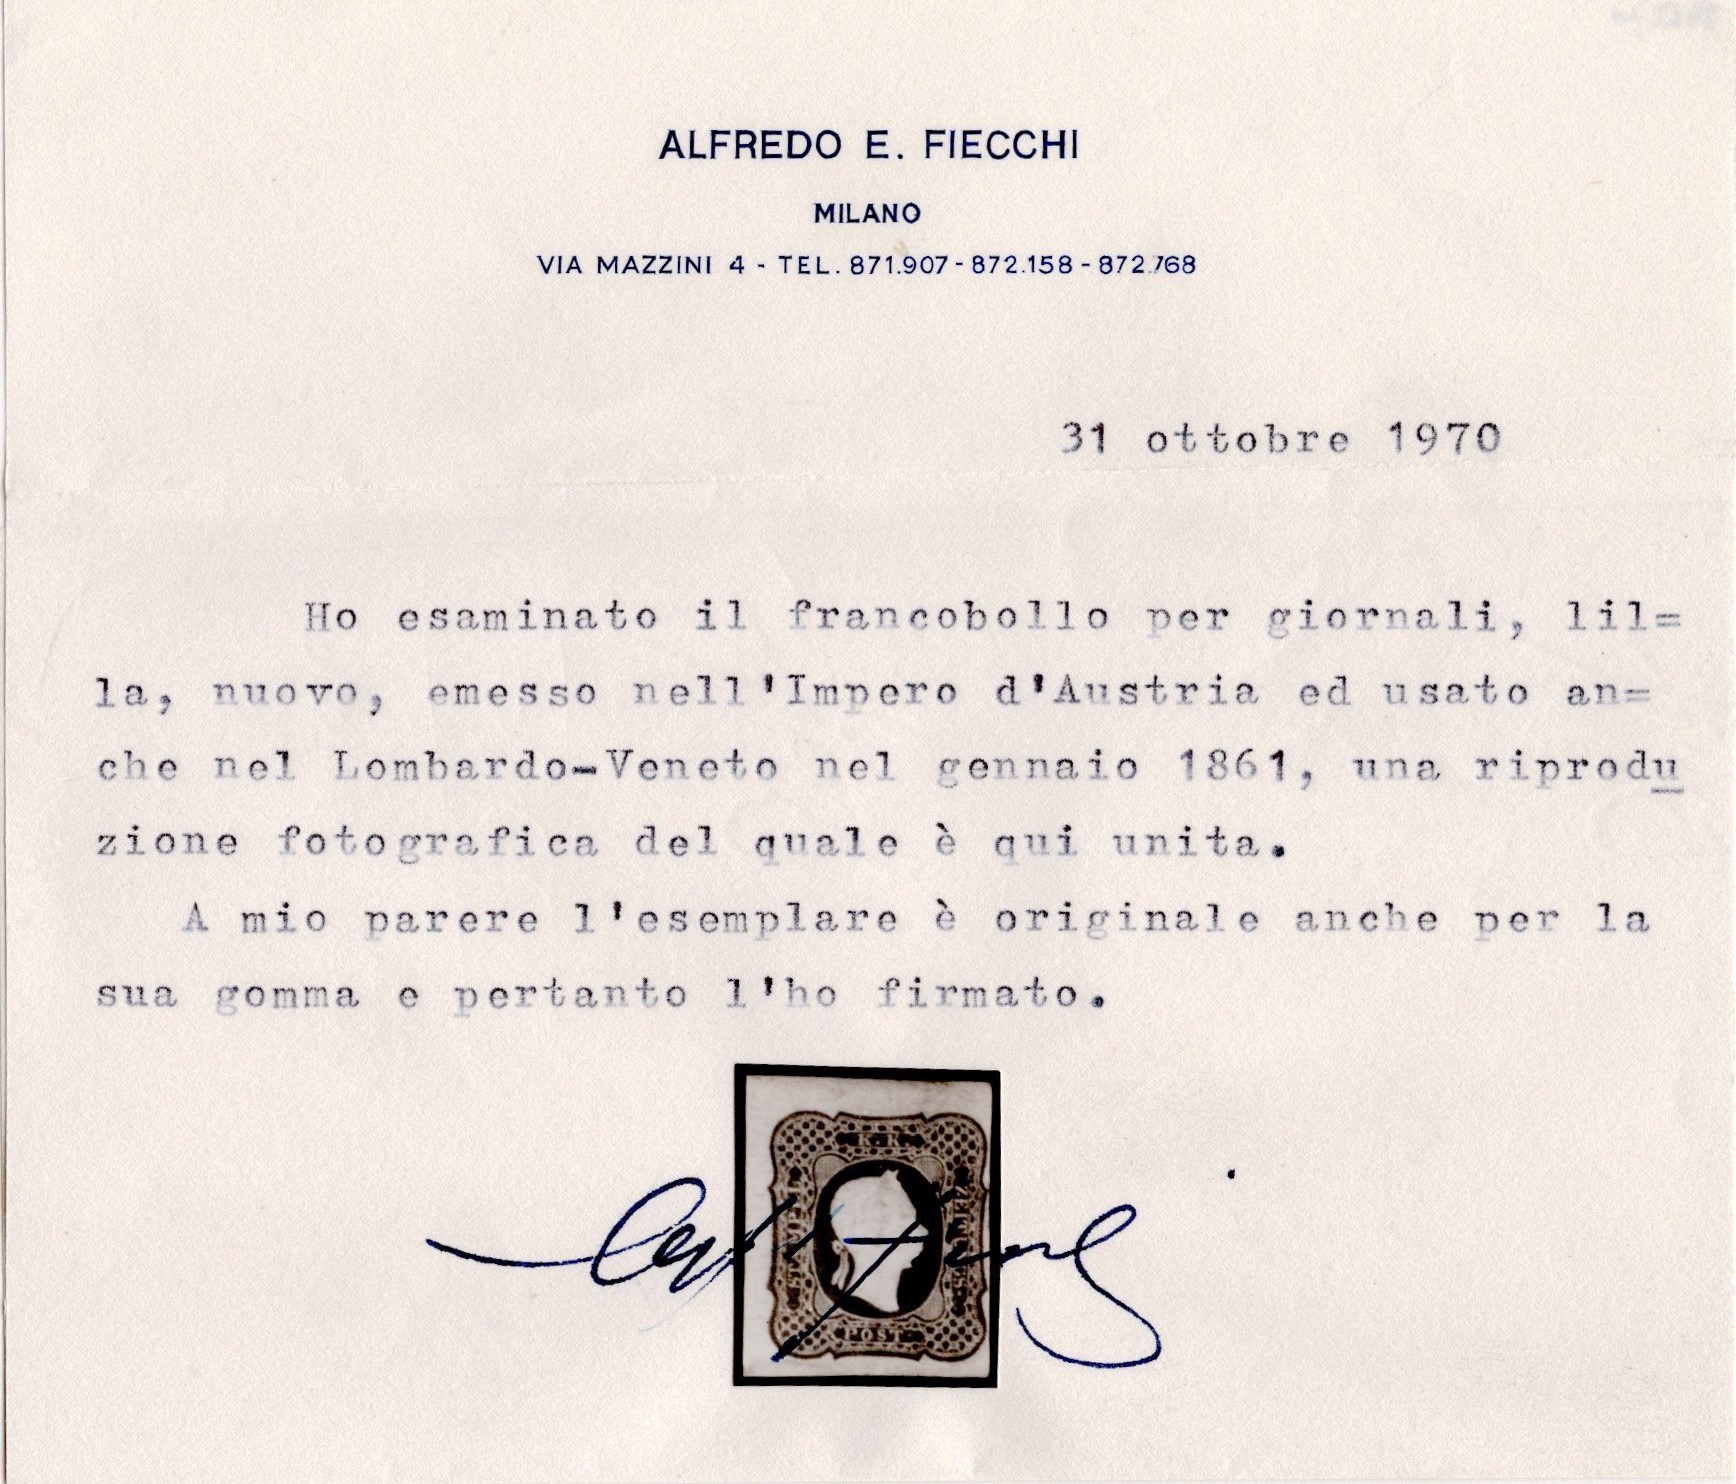 ALFREDO E. FIECCHI
MILANO
VIA MAZZINI 4 - TEL. 871.907 - 872.158 - 872.768
31 ottobre 1970
Ho esaminato il francobollo per giornali, lil=
la, nuovo, emesso nell'Impero d'Austria ed usato an=
che nel Lombardo-Veneto nel gennaio 1861, una riprodu
zione fotografica del quale è qui unita.
A mio parere l'esemplare è originale anche per la
sua gomma e pertanto l'ho firmato.
K.K.
ZEITUNGS
POST
STÄMPEL